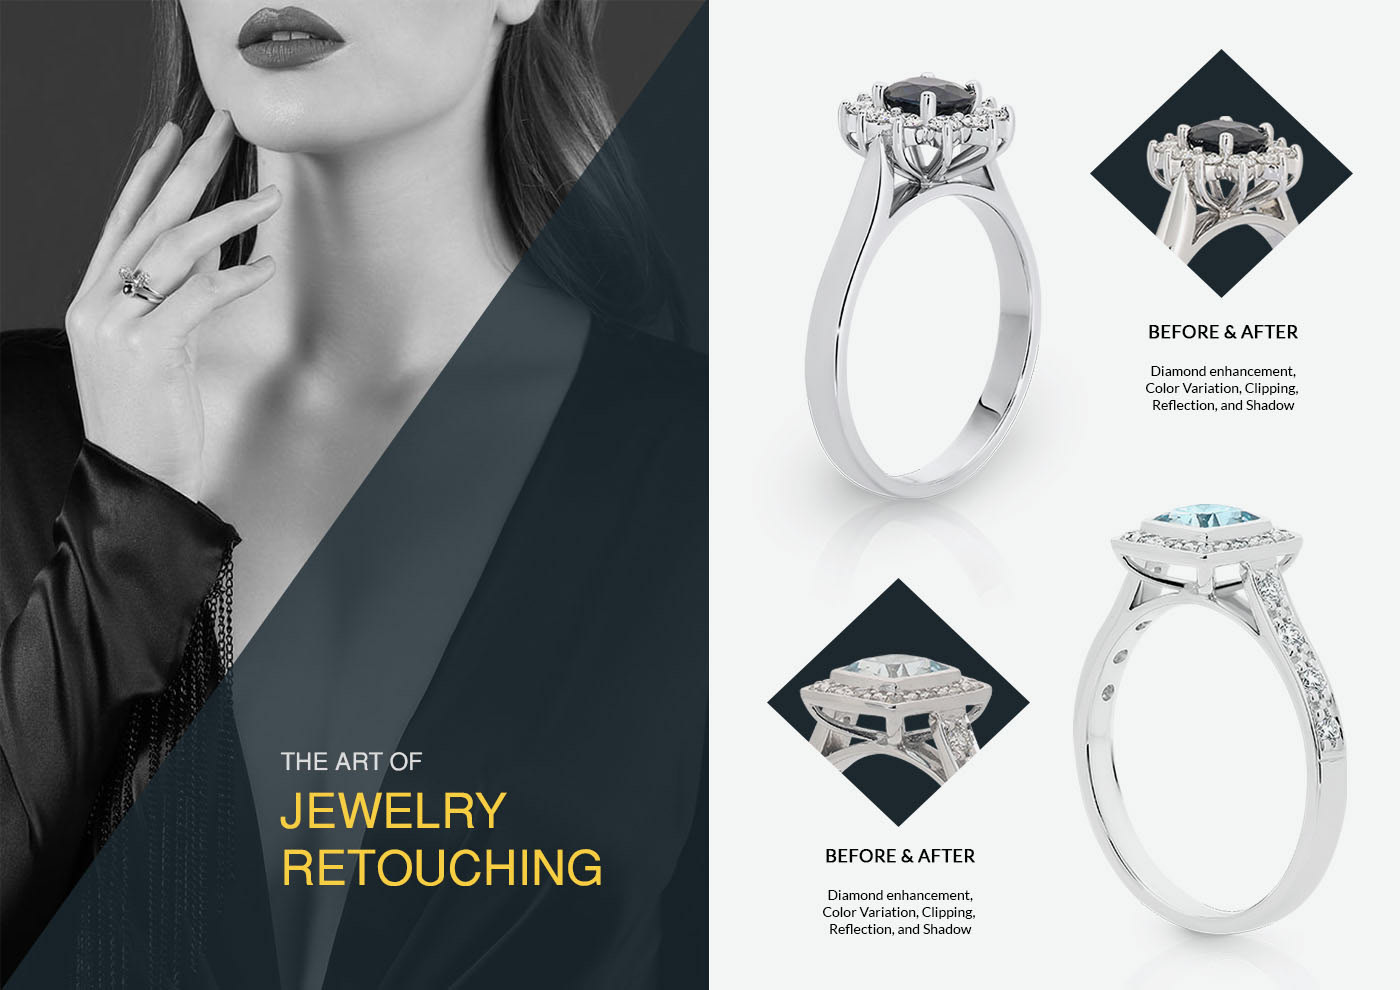 THE ART OF
JEWELRY
RETOUCHING
BEFORE & AFTER
Diamond enhancement,
Color Variation, Clipping,
Reflection, and Shadow
BEFORE & AFTER
Diamond enhancement,
Color Variation, Clipping,
Reflection, and Shadow